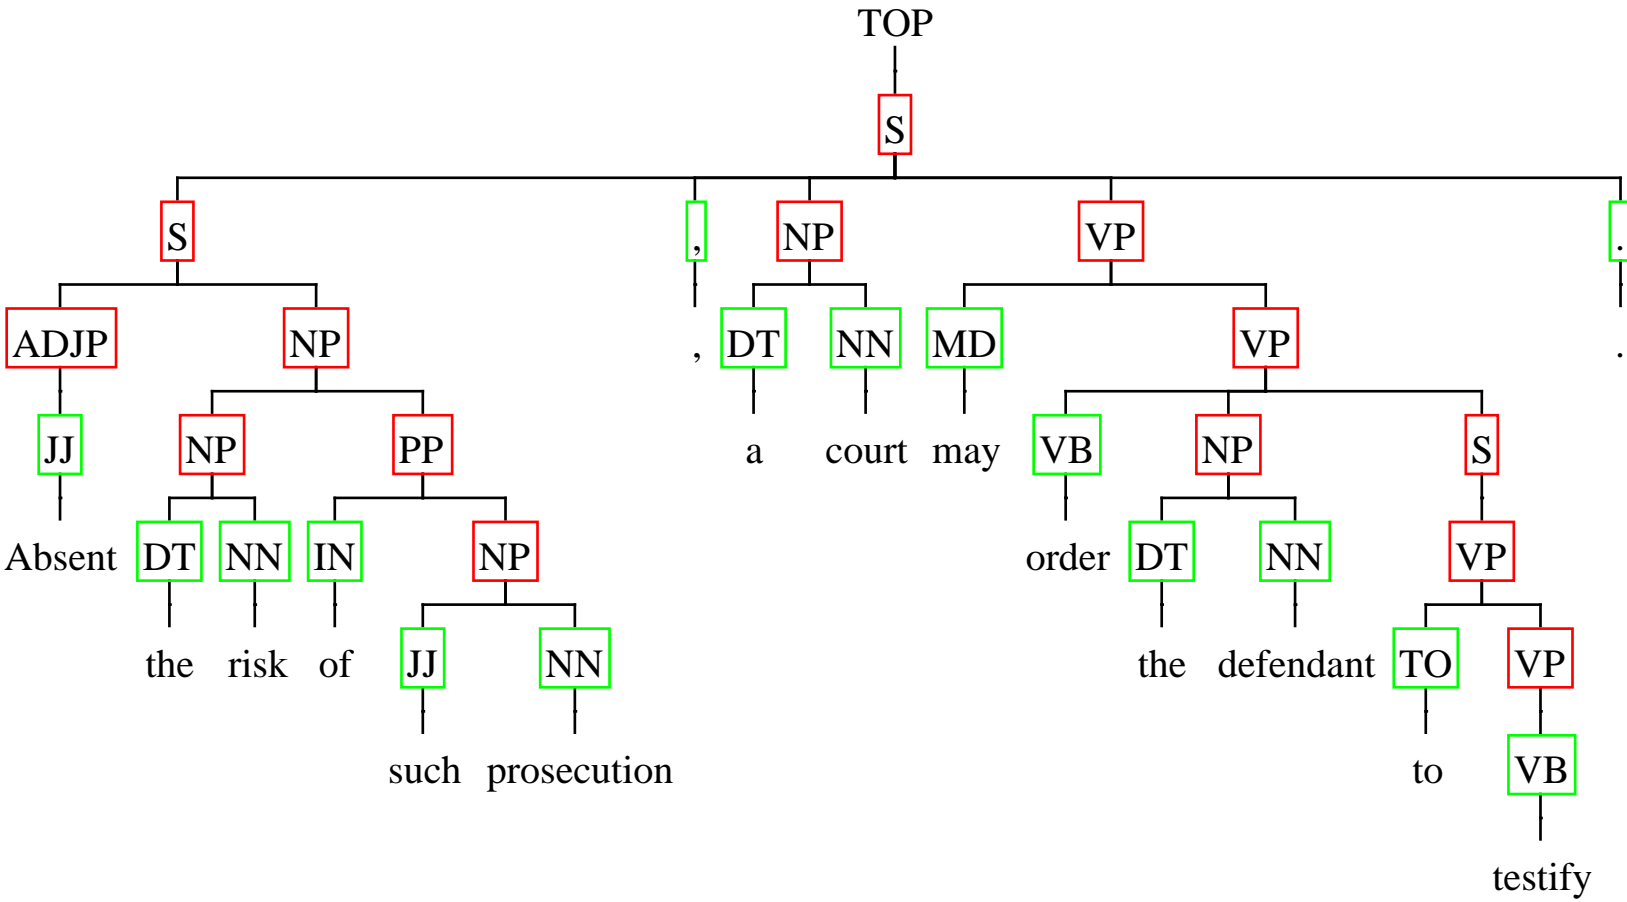 TOP
S
S , NP VP .
ADJP NP , DT NN MD VP .
JJ NP PP a court may VB NP S
Absent DT NN IN NP order DT NN VP
the risk of JJ NN the defendant TO VP
such prosecution to VB
testify